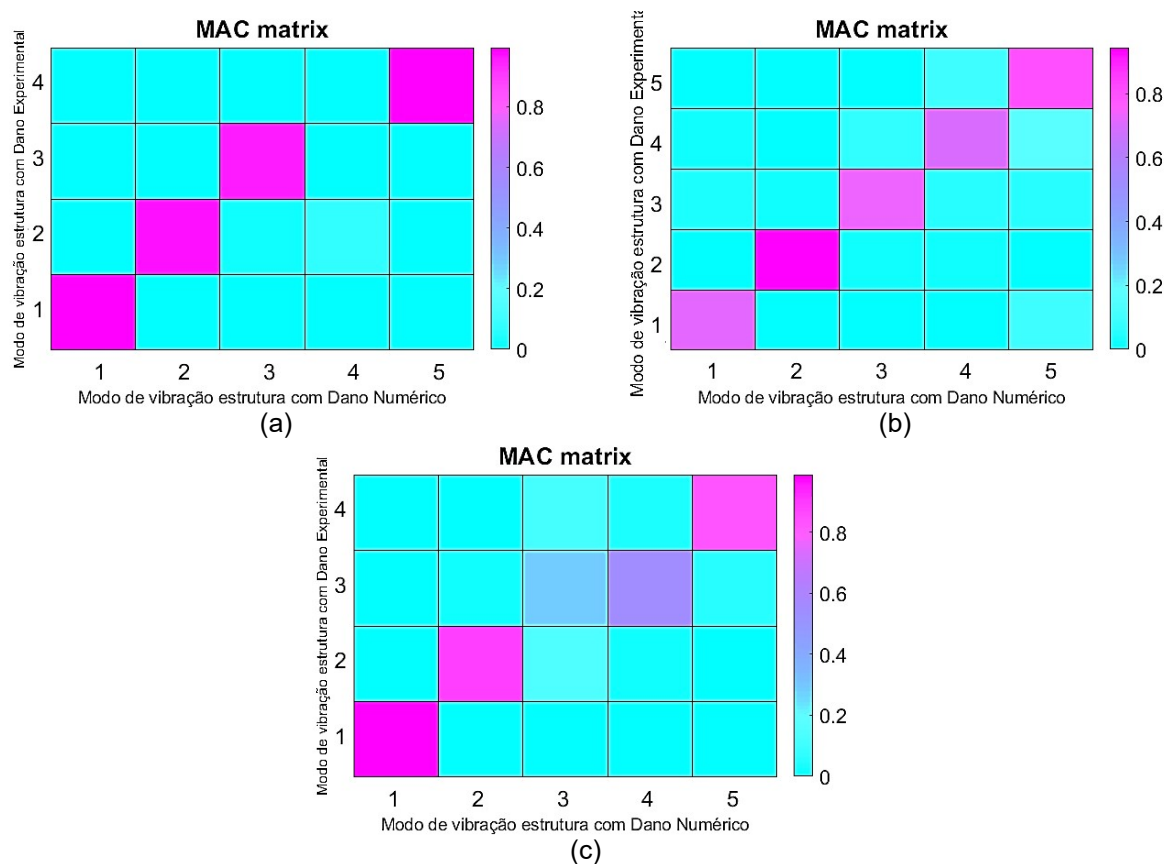 MAC matrix
Modo de vibração estrutura com Dano Experimental
4
3
2
1
1 2 3 4 5
Modo de vibração estrutura com Dano Numérico
0.8
0.6
0.4
0.2
0
(a)
MAC matrix
Modo de vibração estrutura com Dano Experimenta
5
4
3
2
1
1 2 3 4 5
Modo de vibração estrutura com Dano Numérico
0.8
0.6
0.4
0.2
0
(b)
MAC matrix
Modo de vibração estrutura com Dano Experimental
4
3
2
1
1 2 3 4 5
Modo de vibração estrutura com Dano Numérico
0.8
0.6
0.4
0.2
0
(c)